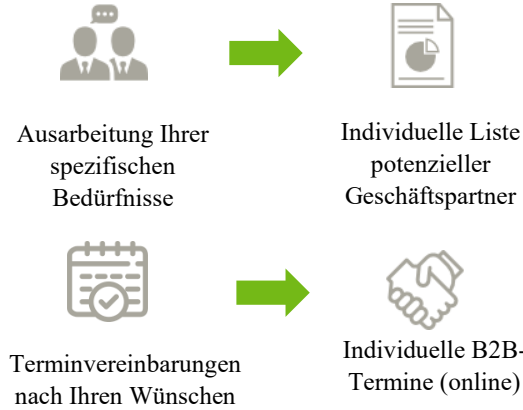 Ausarbeitung Ihrer
spezifischen
Bedürfnisse
Individuelle Liste
potenzieller
Geschäftspartner
Terminvereinbarungen
nach Ihren Wünschen
Individuelle B2B-
Termine (online)